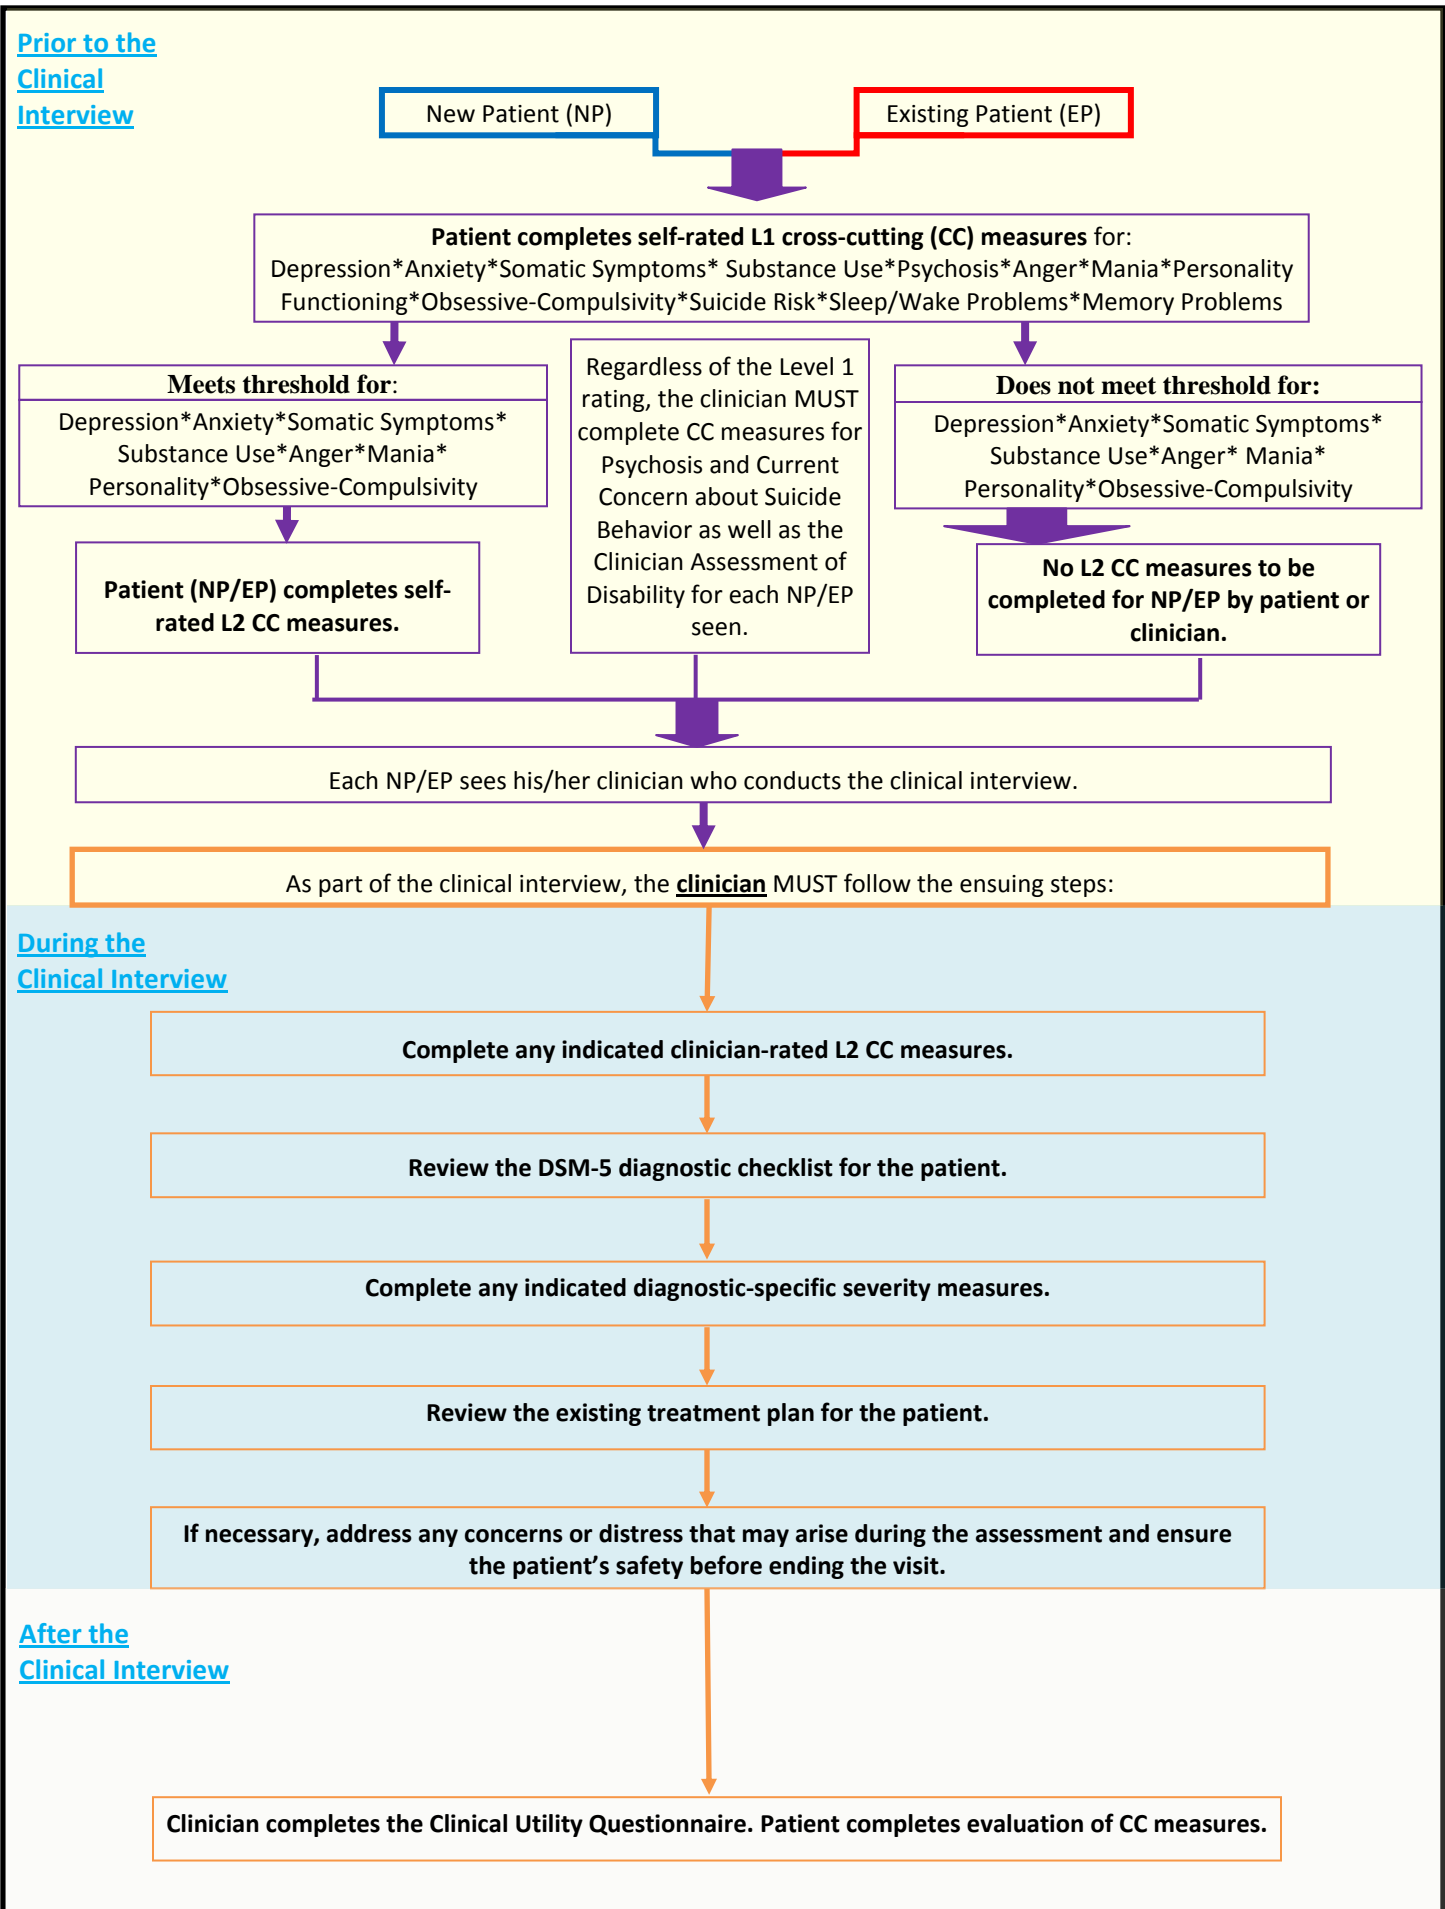 Prior to the
Clinical
Interview
New Patient (NP)
Existing Patient (EP)
Patient completes self-rated L1 cross-cutting (CC) measures for:
Depression*Anxiety*Somatic Symptoms* Substance Use*Psychosis*Anger*Mania*Personality
Functioning*Obsessive-Compulsivity*Suicide Risk*Sleep/Wake Problems*Memory Problems
Meets threshold for:
Depression*Anxiety*Somatic Symptoms*
Substance Use*Anger*Mania*
Personality*Obsessive-Compulsivity
Patient (NP/EP) completes self-
rated L2 CC measures.
Regardless of the Level 1
rating, the clinician MUST
complete CC measures for
Psychosis and Current
Concern about Suicide
Behavior as well as the
Clinician Assessment of
Disability for each NP/EP
seen.
Does not meet threshold for:
Depression*Anxiety*Somatic Symptoms*
Substance Use*Anger* Mania*
Personality*Obsessive-Compulsivity
No L2 CC measures to be
completed for NP/EP by patient or
clinician.
Each NP/EP sees his/her clinician who conducts the clinical interview.
As part of the clinical interview, the clinician MUST follow the ensuing steps:
During the
Clinical Interview
Complete any indicated clinician-rated L2 CC measures.
Review the DSM-5 diagnostic checklist for the patient.
Complete any indicated diagnostic-specific severity measures.
Review the existing treatment plan for the patient.
If necessary, address any concerns or distress that may arise during the assessment and ensure
the patient’s safety before ending the visit.
After the
Clinical Interview
Clinician completes the Clinical Utility Questionnaire. Patient completes evaluation of CC measures.